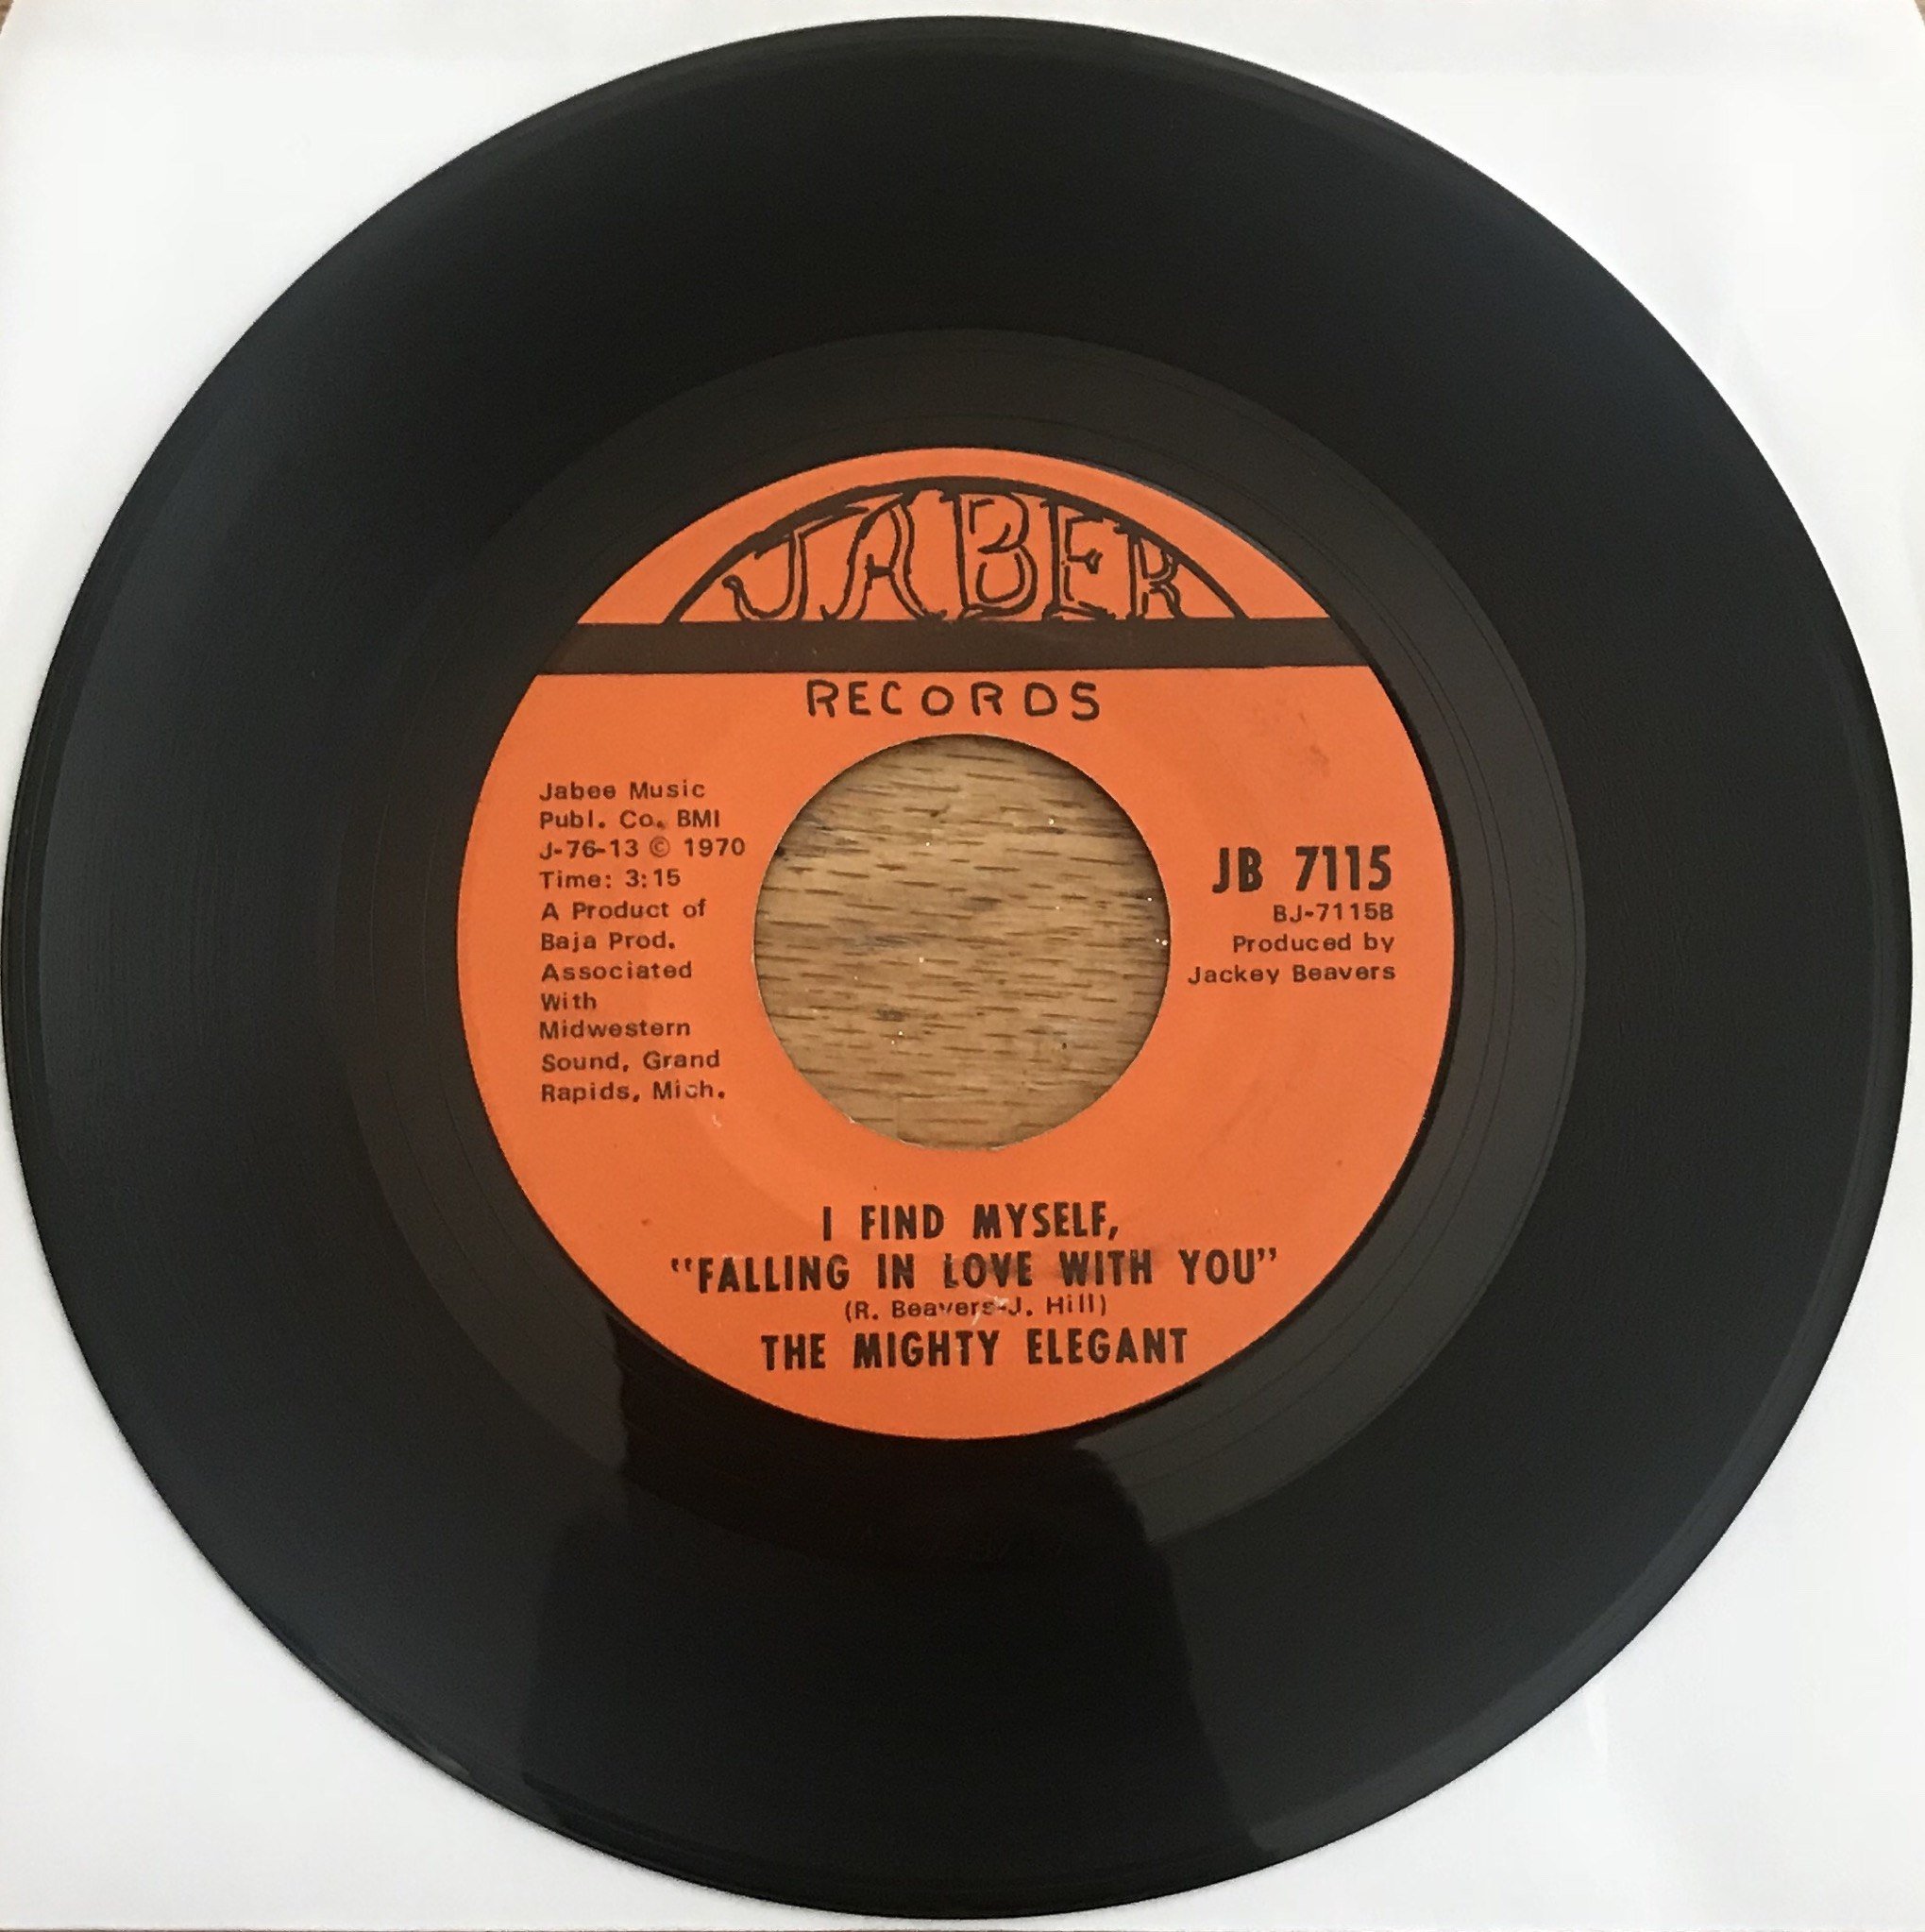 JABER
RECORDS
Jabee Music
Publ. Co. BMI
J-76-13 © 1970
Time: 3:15
A Product of
Baja Prod.
Associated
With
Midwestern
Sound, Grand
Rapids, Mich.
JB 7115
BJ-7115B
Produced by
Jackey Beavers
I FIND MYSELF,
"FALLING IN LOVE WITH YOU"
(R. Beavers-J. Hill)
THE MIGHTY ELEGANT